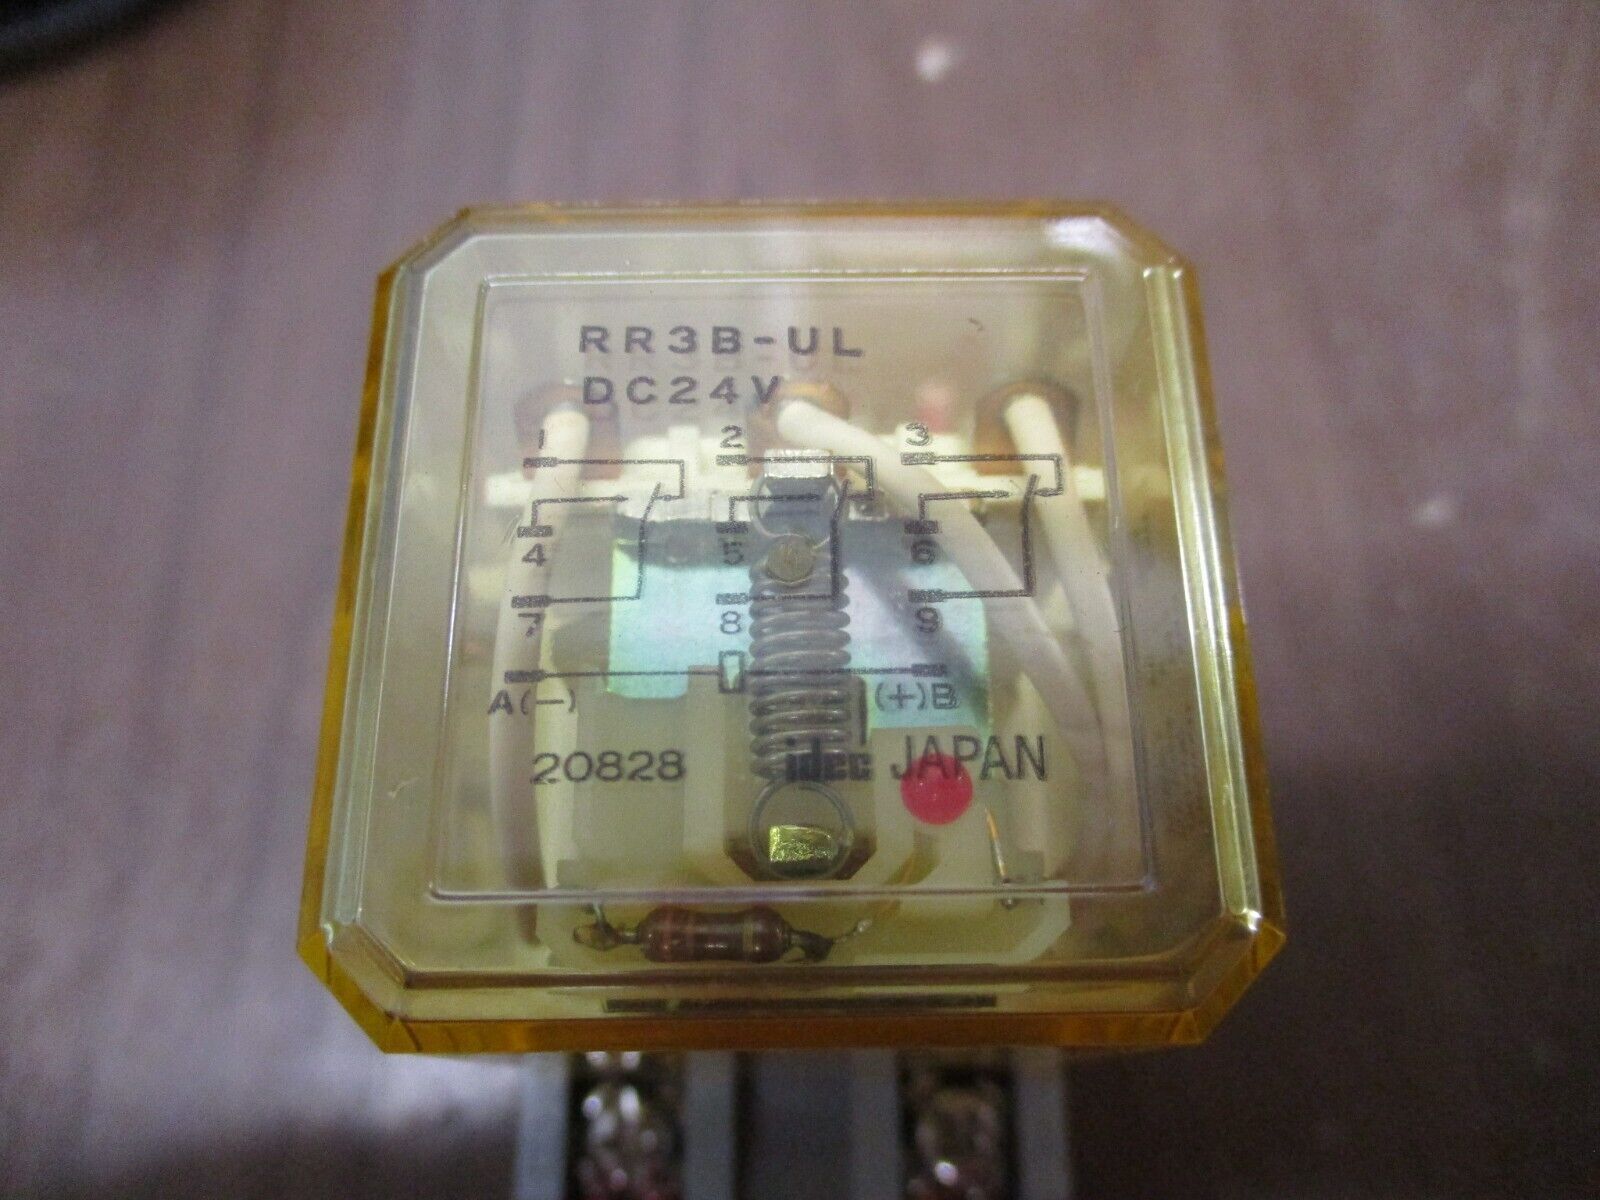 RR3B-UL
DC24V
1 2 3
4 5 6
7 8 9
A(-) (+)B
20828 idec JAPAN